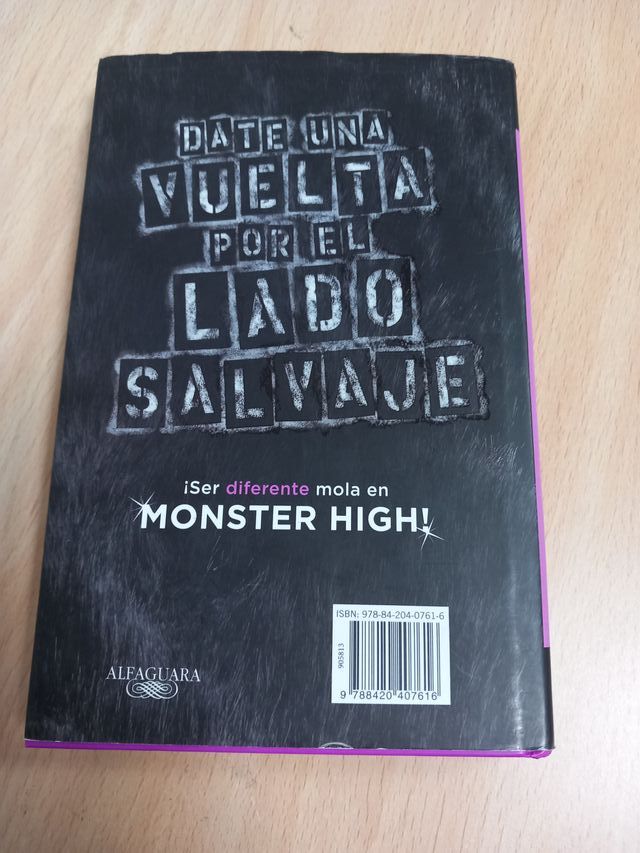 DATE UNA
VUELTA
POR EL
LADO
SALVAJE
¡Ser diferente mola en
MONSTER HIGH!
ISBN: 978-84-204-0761-6
905813
9 788420 407616
ALFAGUARA